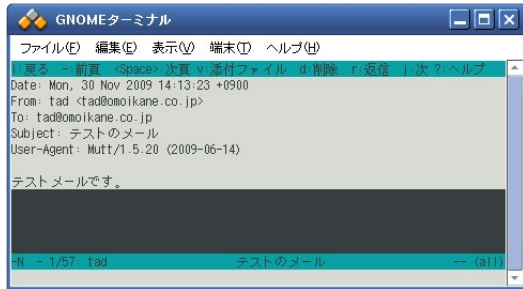 GNOMEターミナル
ファイル(F) 編集(E) 表示(V) 端末(T) ヘルプ(H)
i:戻る -:前頁 <Space>:次頁 v:添付ファイル d:削除 r:返信 j:次 ?:ヘルプ
Date: Mon, 30 Nov 2009 14:13:23 +0900
From: tad <tad@omoikane.co.jp>
To: tad@omoikane.co.jp
Subject: テストのメール
User-Agent: Mutt/1.5.20 (2009-06-14)
テストメールです。
-N - 1/57: tad テストのメール -- (all)